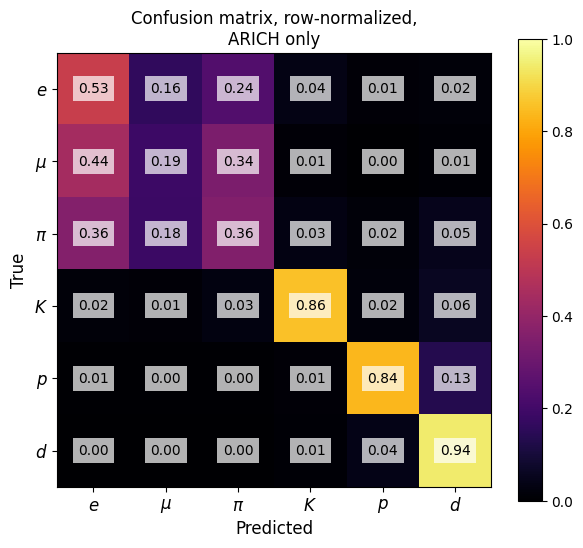 Confusion matrix, row-normalized,
ARICH only
e 0.53 0.16 0.24 0.04 0.01 0.02
μ 0.44 0.19 0.34 0.01 0.00 0.01
π 0.36 0.18 0.36 0.03 0.02 0.05
K 0.02 0.01 0.03 0.86 0.02 0.06
p 0.01 0.00 0.00 0.01 0.84 0.13
d 0.00 0.00 0.00 0.01 0.04 0.94
e μ π K p d
Predicted
True
1.0
0.8
0.6
0.4
0.2
0.0